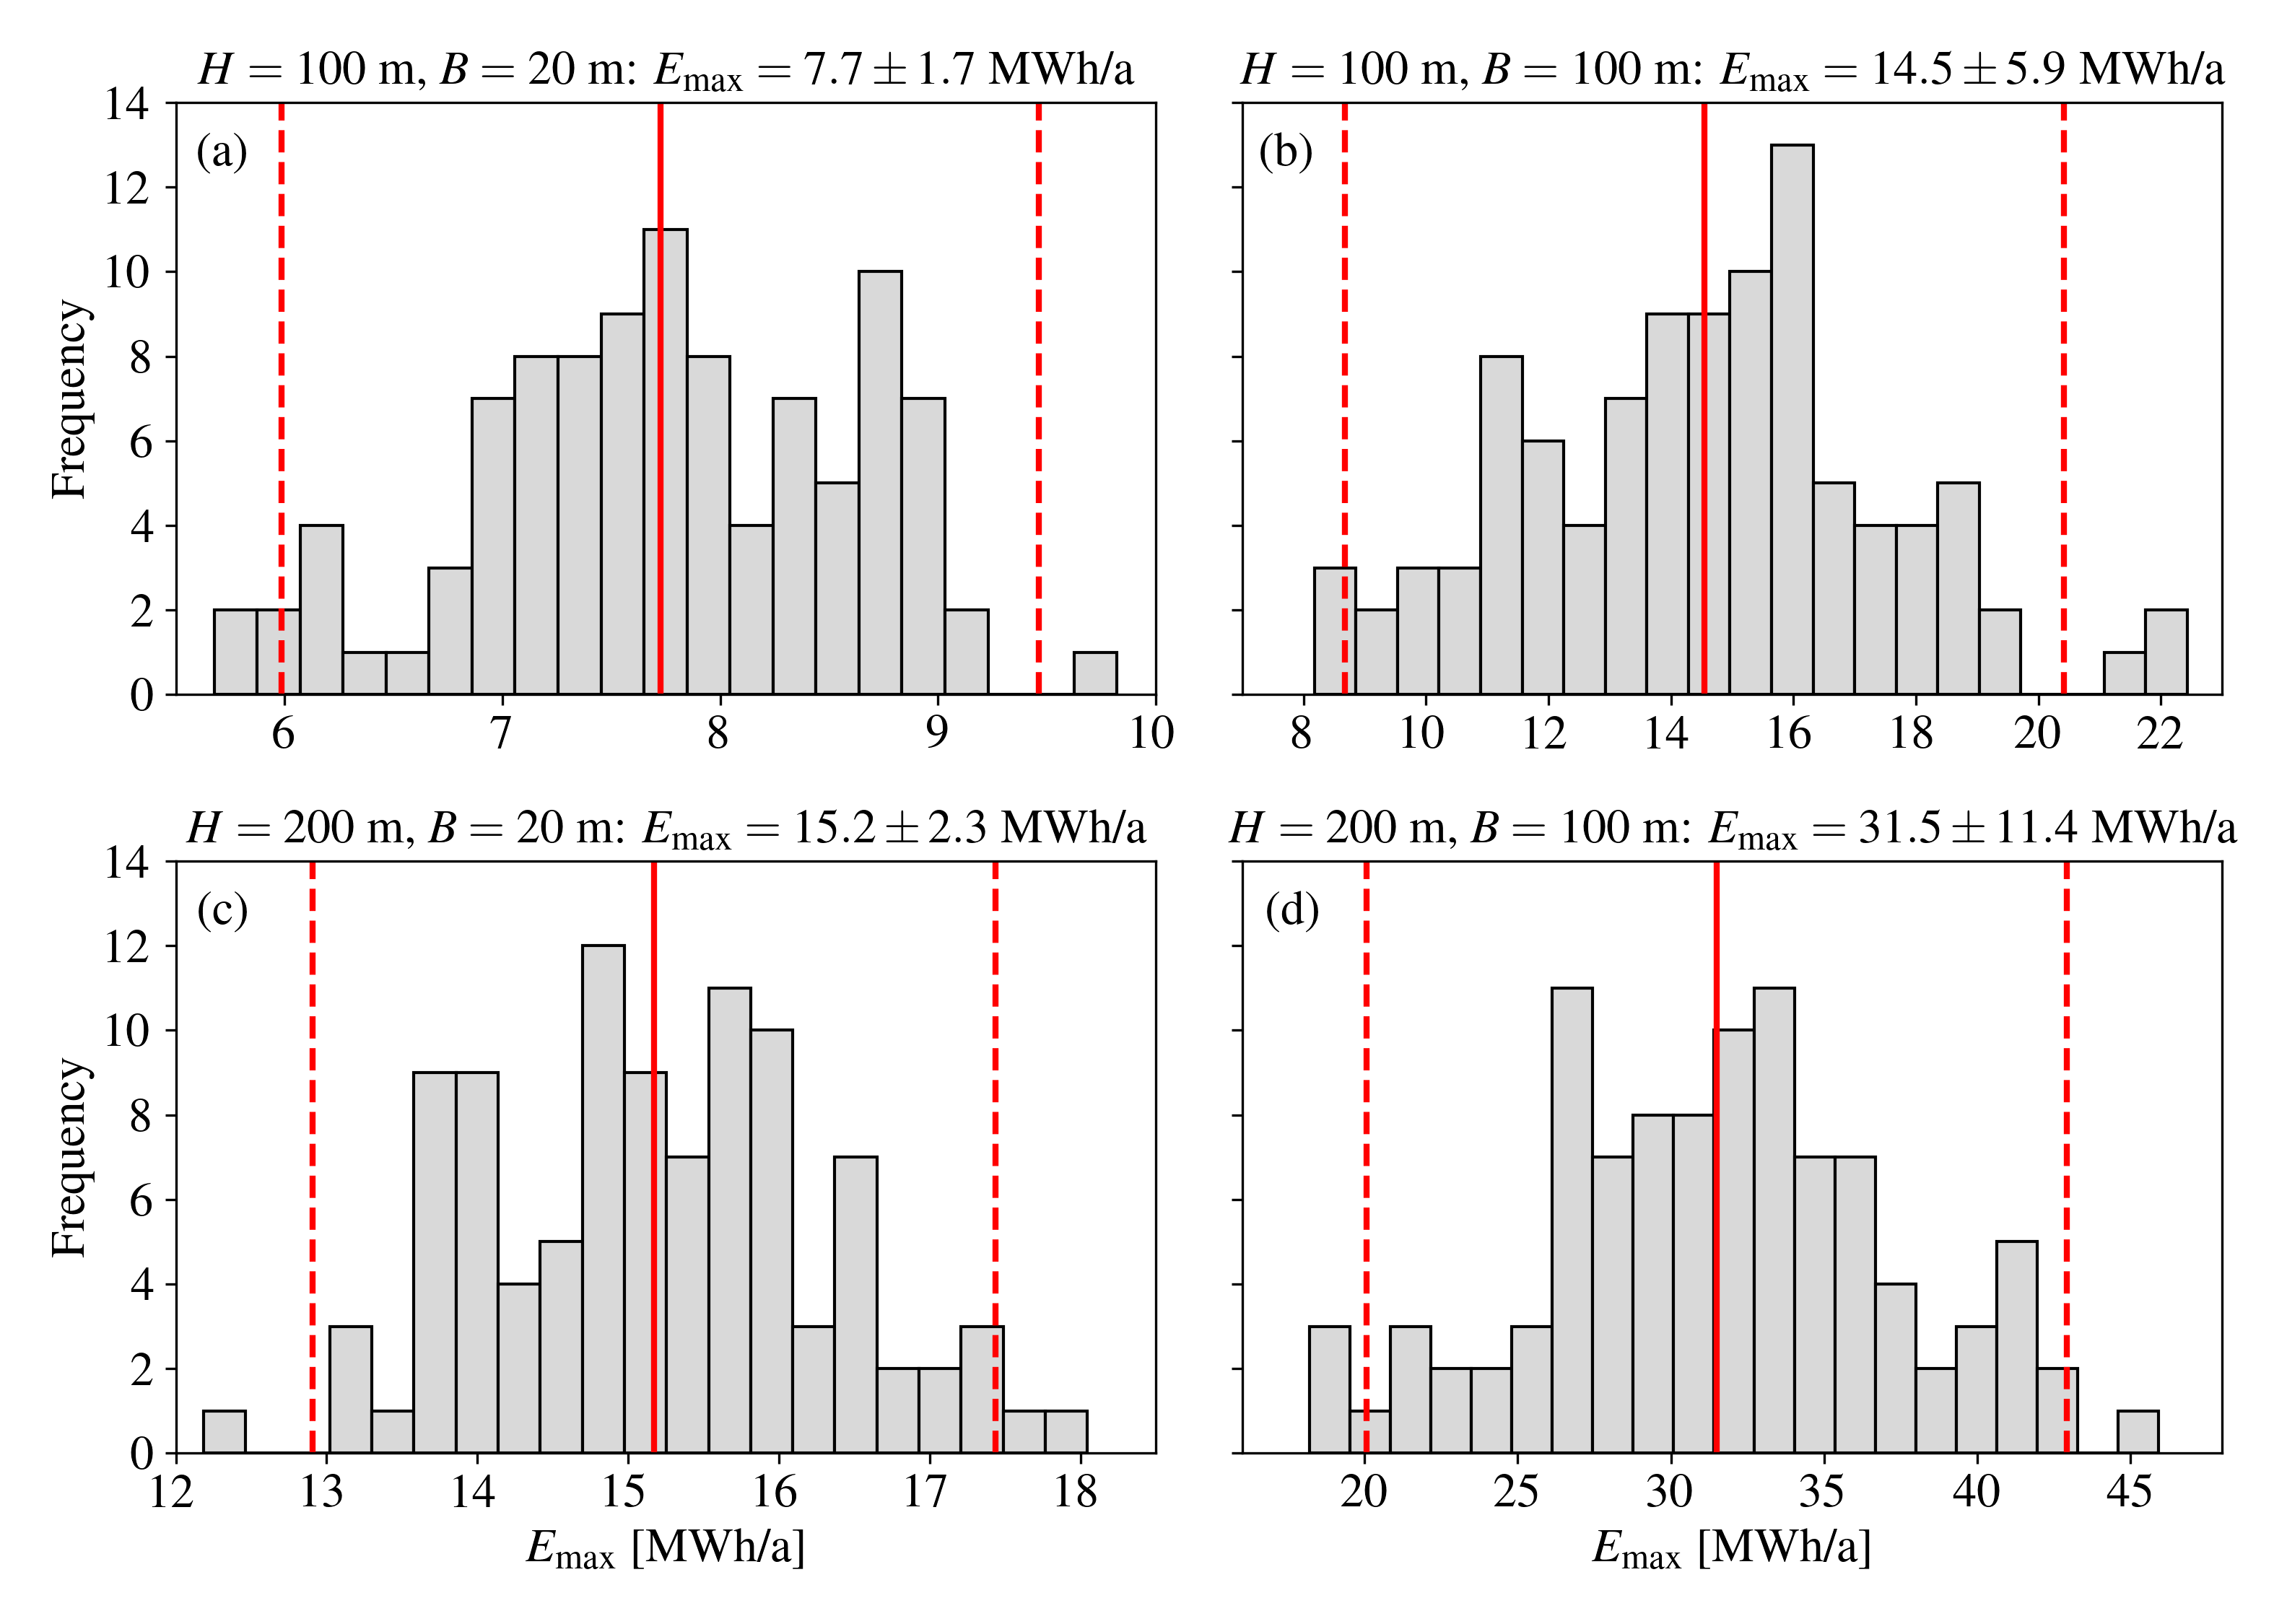 H = 100 m, B = 20 m: Emax = 7.7 ± 1.7 MWh/a
H = 100 m, B = 100 m: Emax = 14.5 ± 5.9 MWh/a
(a)
(b)
14
12
10
8
6
4
2
0
Frequency
6 7 8 9 10
8 10 12 14 16 18 20 22
H = 200 m, B = 20 m: Emax = 15.2 ± 2.3 MWh/a
H = 200 m, B = 100 m: Emax = 31.5 ± 11.4 MWh/a
(c)
(d)
14
12
10
8
6
4
2
0
Frequency
12 13 14 15 16 17 18
20 25 30 35 40 45
Emax [MWh/a]
Emax [MWh/a]